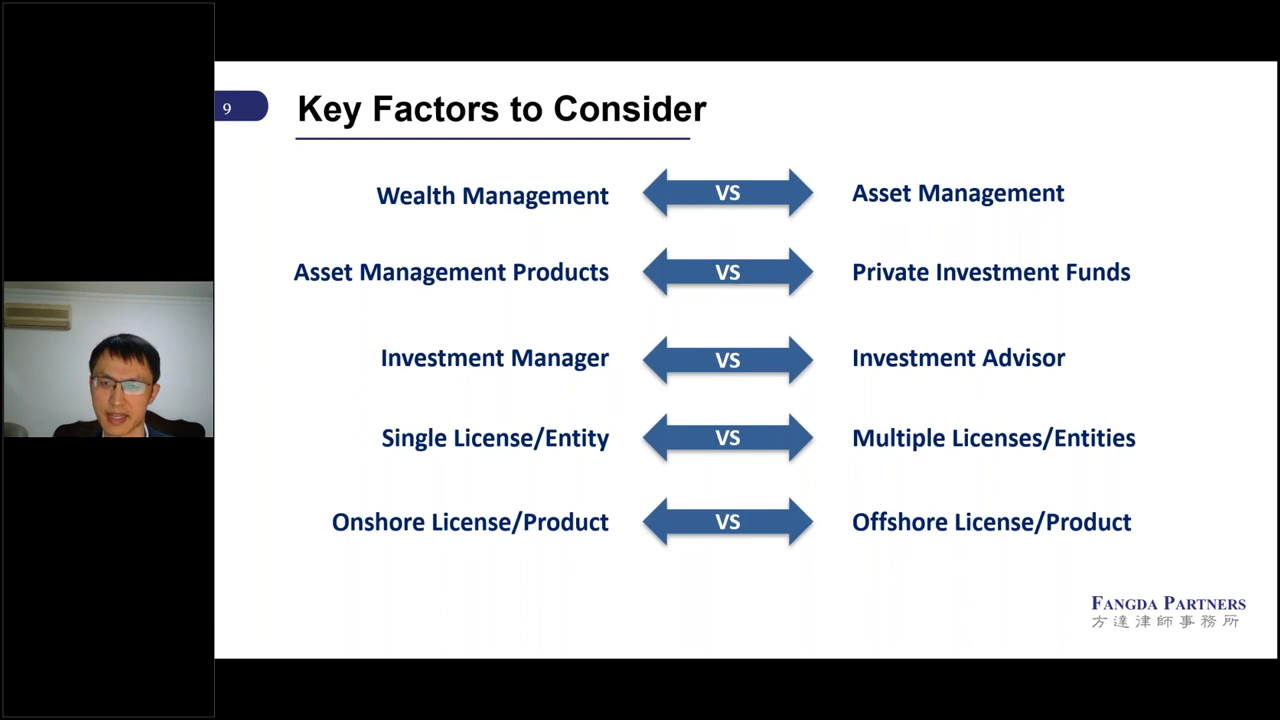 9
Key Factors to Consider
Wealth Management VS Asset Management
Asset Management Products VS Private Investment Funds
Investment Manager VS Investment Advisor
Single License/Entity VS Multiple Licenses/Entities
Onshore License/Product VS Offshore License/Product
FANGDA PARTNERS
方達律師事務所